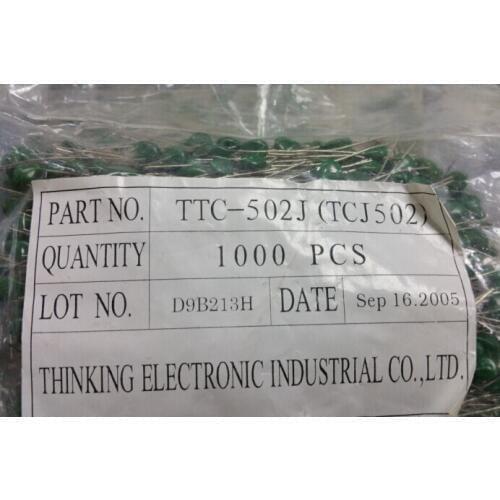 PART NO. TTC-502J (TCJ502)
QUANTITY 1000 PCS
LOT NO. D9B213H DATE Sep 16.2005
THINKING ELECTRONIC INDUSTRIAL CO.,LTD.